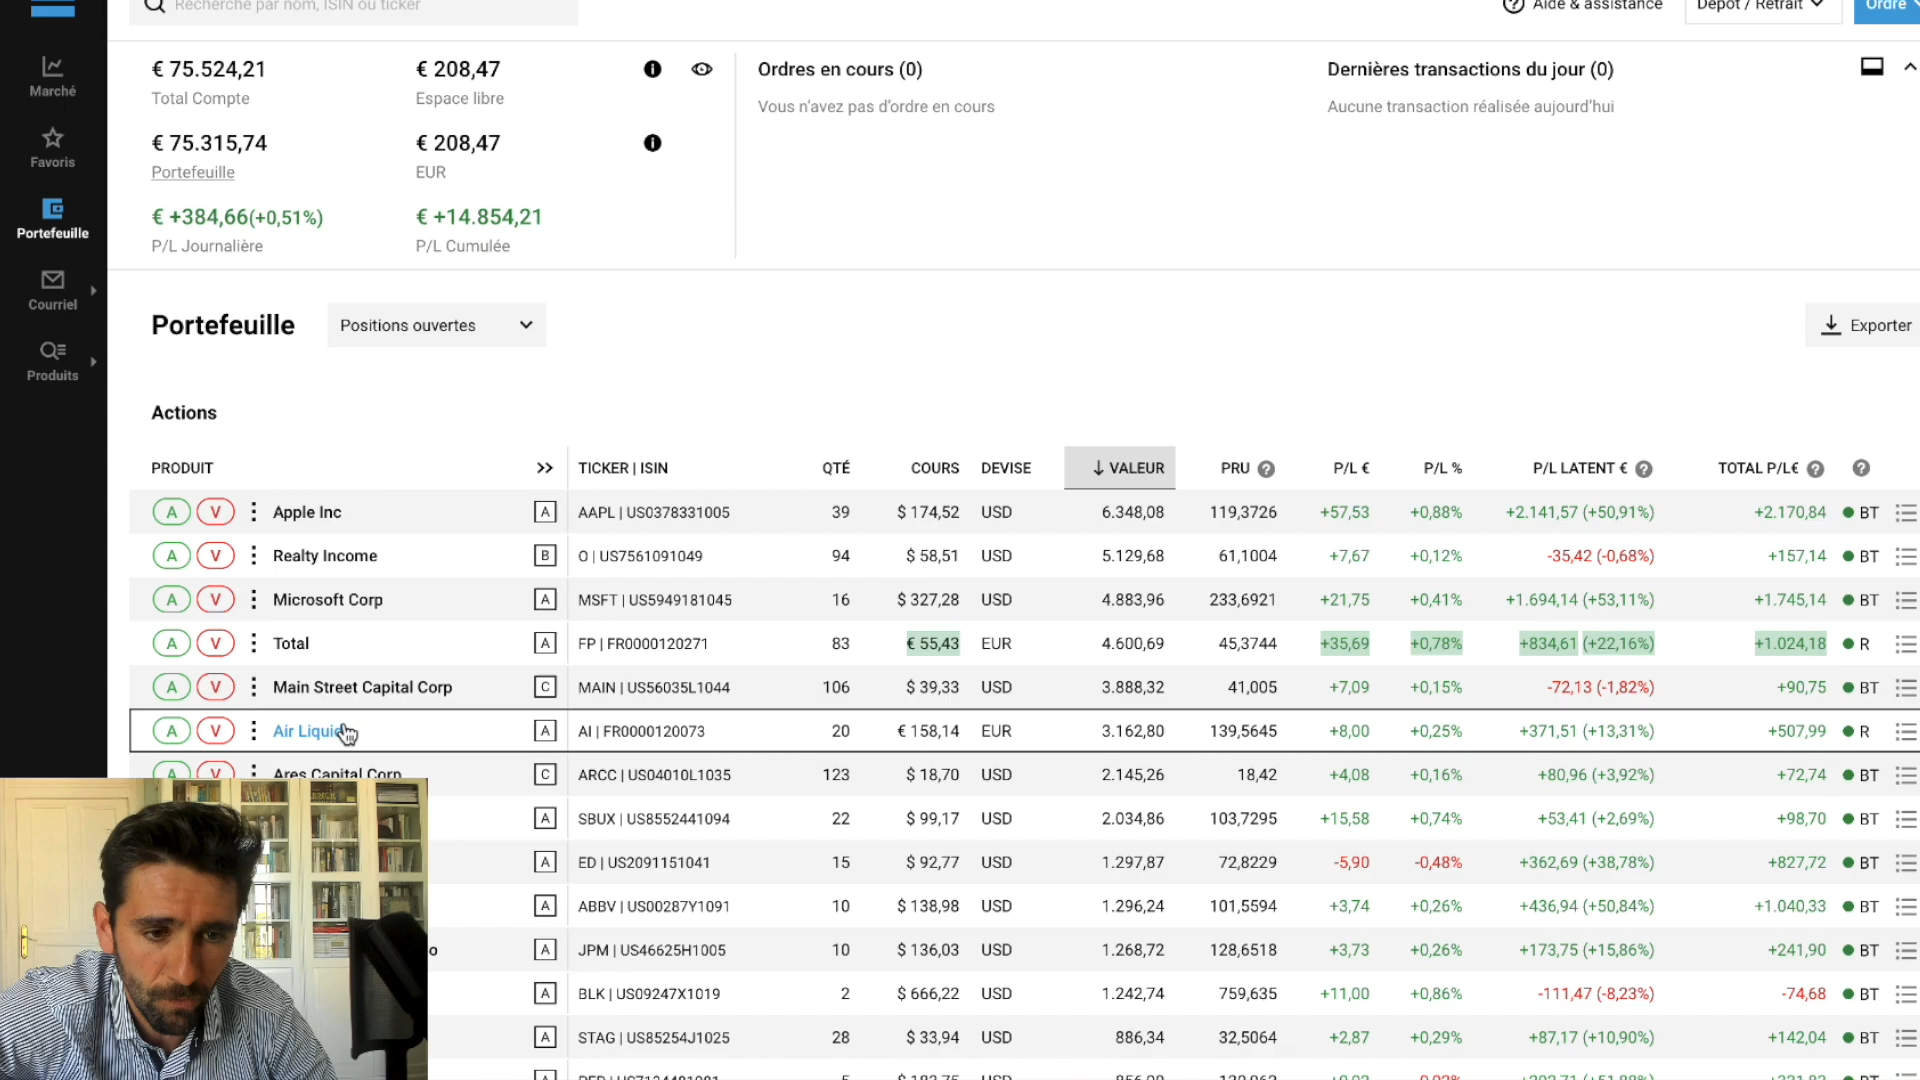 Recherche par nom, ISIN ou ticker
Aide & assistance
Dépôt / Retrait
Ordre
Marché
Favoris
Portefeuille
Courriel
Produits
€ 75.524,21
Total Compte
€ 208,47
Espace libre
€ 75.315,74
Portefeuille
€ 208,47
EUR
€ +384,66(+0,51%)
P/L Journalière
€ +14.854,21
P/L Cumulée
Ordres en cours (0)
Vous n'avez pas d'ordre en cours
Dernières transactions du jour (0)
Aucune transaction réalisée aujourd'hui
Portefeuille
Positions ouvertes
Exporter
Actions
PRODUIT TICKER | ISIN QTÉ COURS DEVISE VALEUR PRU P/L € P/L % P/L LATENT € TOTAL P/L€
A V Apple Inc A AAPL | US0378331005 39 $ 174,52 USD 6.348,08 119,3726 +57,53 +0,88% +2.141,57 (+50,91%) +2.170,84 BT
A V Realty Income B O | US7561091049 94 $ 58,51 USD 5.129,68 61,1004 +7,67 +0,12% -35,42 (-0,68%) +157,14 BT
A V Microsoft Corp A MSFT | US5949181045 16 $ 327,28 USD 4.883,96 233,6921 +21,75 +0,41% +1.694,14 (+53,11%) +1.745,14 BT
A V Total A FP | FR0000120271 83 € 55,43 EUR 4.600,69 45,3744 +35,69 +0,78% +834,61 (+22,16%) +1.024,18 R
A V Main Street Capital Corp C MAIN | US56035L1044 106 $ 39,33 USD 3.888,32 41,005 +7,09 +0,15% -72,13 (-1,82%) +90,75 BT
A V Air Liquide A AI | FR0000120073 20 € 158,14 EUR 3.162,80 139,5645 +8,00 +0,25% +371,51 (+13,31%) +507,99 R
A V Ares Capital Corp C ARCC | US04010L1035 123 $ 18,70 USD 2.145,26 18,42 +4,08 +0,16% +80,96 (+3,92%) +72,74 BT
A SBUX | US8552441094 22 $ 99,17 USD 2.034,86 103,7295 +15,58 +0,74% +53,41 (+2,69%) +98,70 BT
A ED | US2091151041 15 $ 92,77 USD 1.297,87 72,8229 -5,90 -0,48% +362,69 (+38,78%) +827,72 BT
A ABBV | US00287Y1091 10 $ 138,98 USD 1.296,24 101,5594 +3,74 +0,26% +436,94 (+50,84%) +1.040,33 BT
o A JPM | US46625H1005 10 $ 136,03 USD 1.268,72 128,6518 +3,73 +0,26% +173,75 (+15,86%) +241,90 BT
A BLK | US09247X1019 2 $ 666,22 USD 1.242,74 759,635 +11,00 +0,86% -111,47 (-8,23%) -74,68 BT
A STAG | US85254J1025 28 $ 33,94 USD 886,34 32,5064 +2,87 +0,29% +87,17 (+10,90%) +142,04 BT